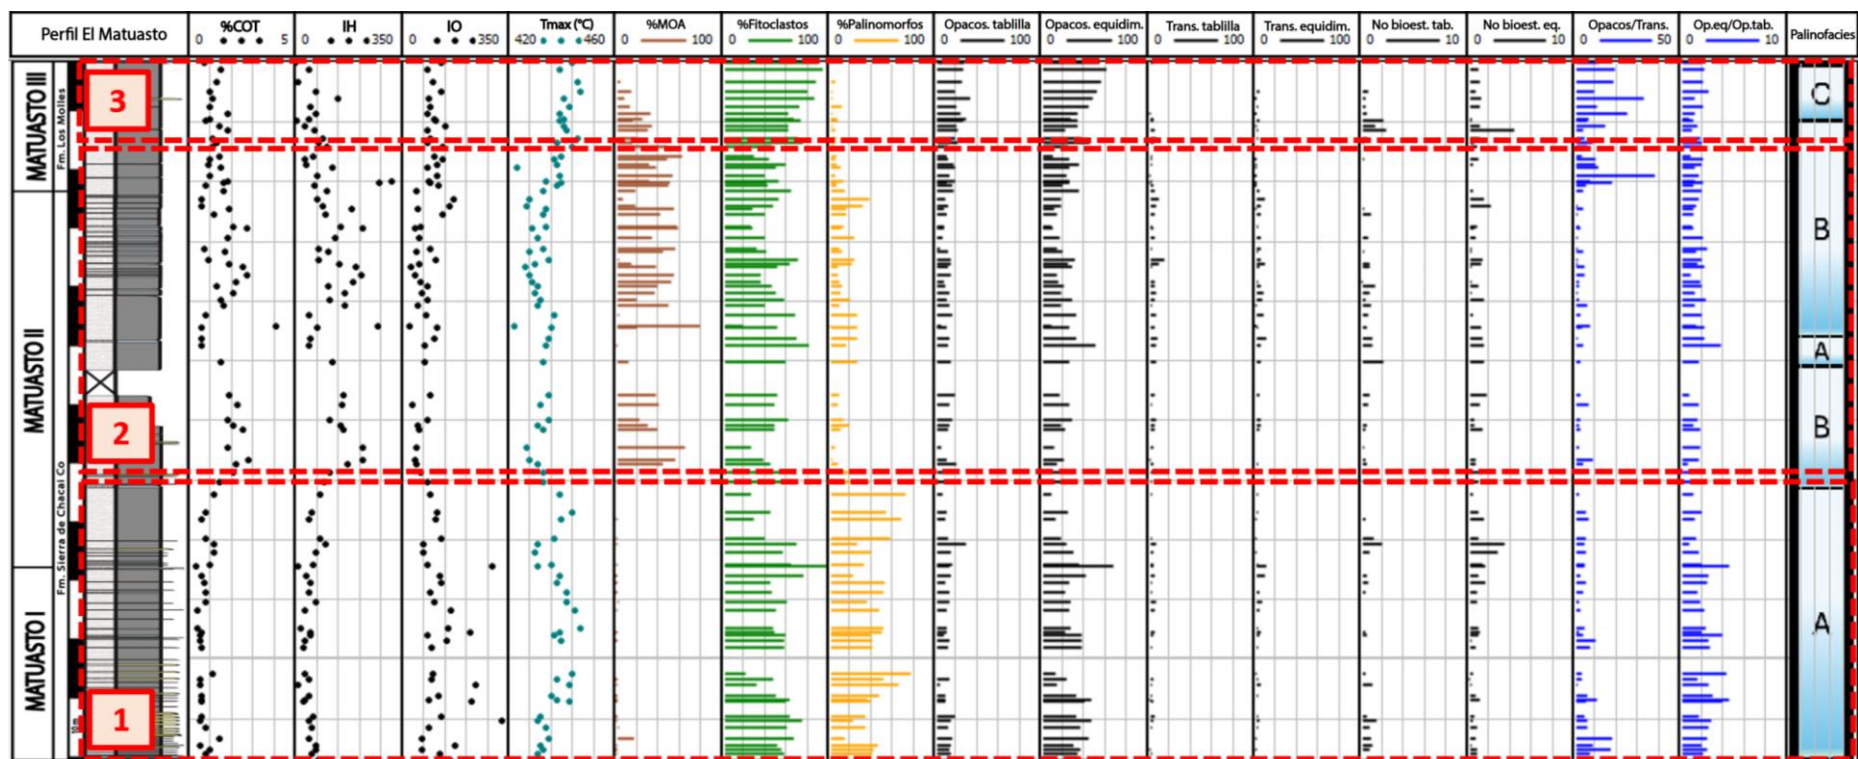 Perfil El Matuasto
%COT
0 5
IH
0 350
IO
0 350
Tmax (°C)
420 460
%MOA
0 100
%Fitoclastos
0 100
%Palinomorfos
0 100
Opacos. tablilla
0 100
Opacos. equidim.
0 100
Trans. tablilla
0 100
Trans. equidim.
0 100
No bioest. tab.
0 10
No bioest. eq.
0 10
Opacos/Trans.
0 50
Op.eq/Op.tab.
0 10
Palinofacies
MATUASTO III
Fm. Los Molles
3
C
B
MATUASTO II
A
2
B
Fm. Sierra de Chacai Co
MATUASTO I
A
1